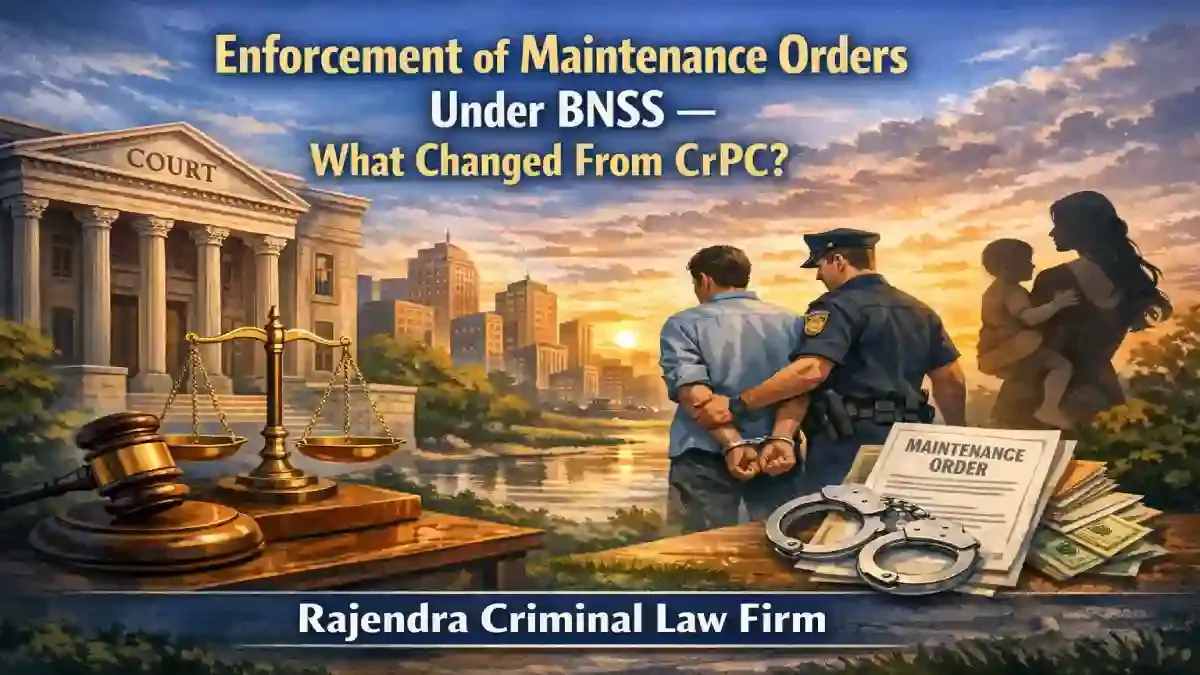 Enforcement of Maintenance Orders
Under BNSS —
What Changed From CrPC?
COURT
MAINTENANCE
ORDER
Rajendra Criminal Law Firm